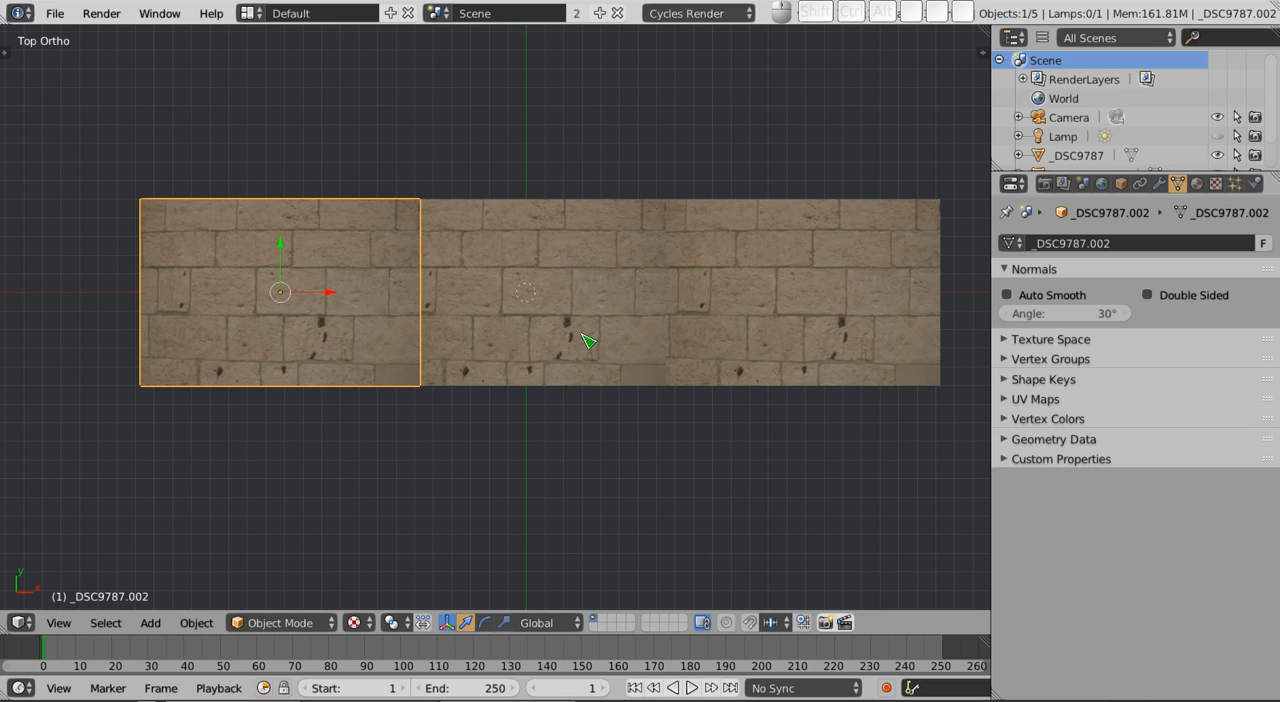 File Render Window Help Default Scene 2 Cycles Render Shift Ctrl Alt Objects:1/5 | Lamps:0/1 | Mem:161.81M | _DSC9787.002
Top Ortho
All Scenes
Scene
RenderLayers
World
Camera
Lamp
_DSC9787
_DSC9787.002 _DSC9787.002
_DSC9787.002 F
Normals
Auto Smooth Double Sided
Angle: 30°
Texture Space
Vertex Groups
Shape Keys
UV Maps
Vertex Colors
Geometry Data
Custom Properties
y
x
(1) _DSC9787.002
View Select Add Object Object Mode Global
0 10 20 30 40 50 60 70 80 90 100 110 120 130 140 150 160 170 180 190 200 210 220 230 240 250 260
View Marker Frame Playback Start: 1 End: 250 1 No Sync